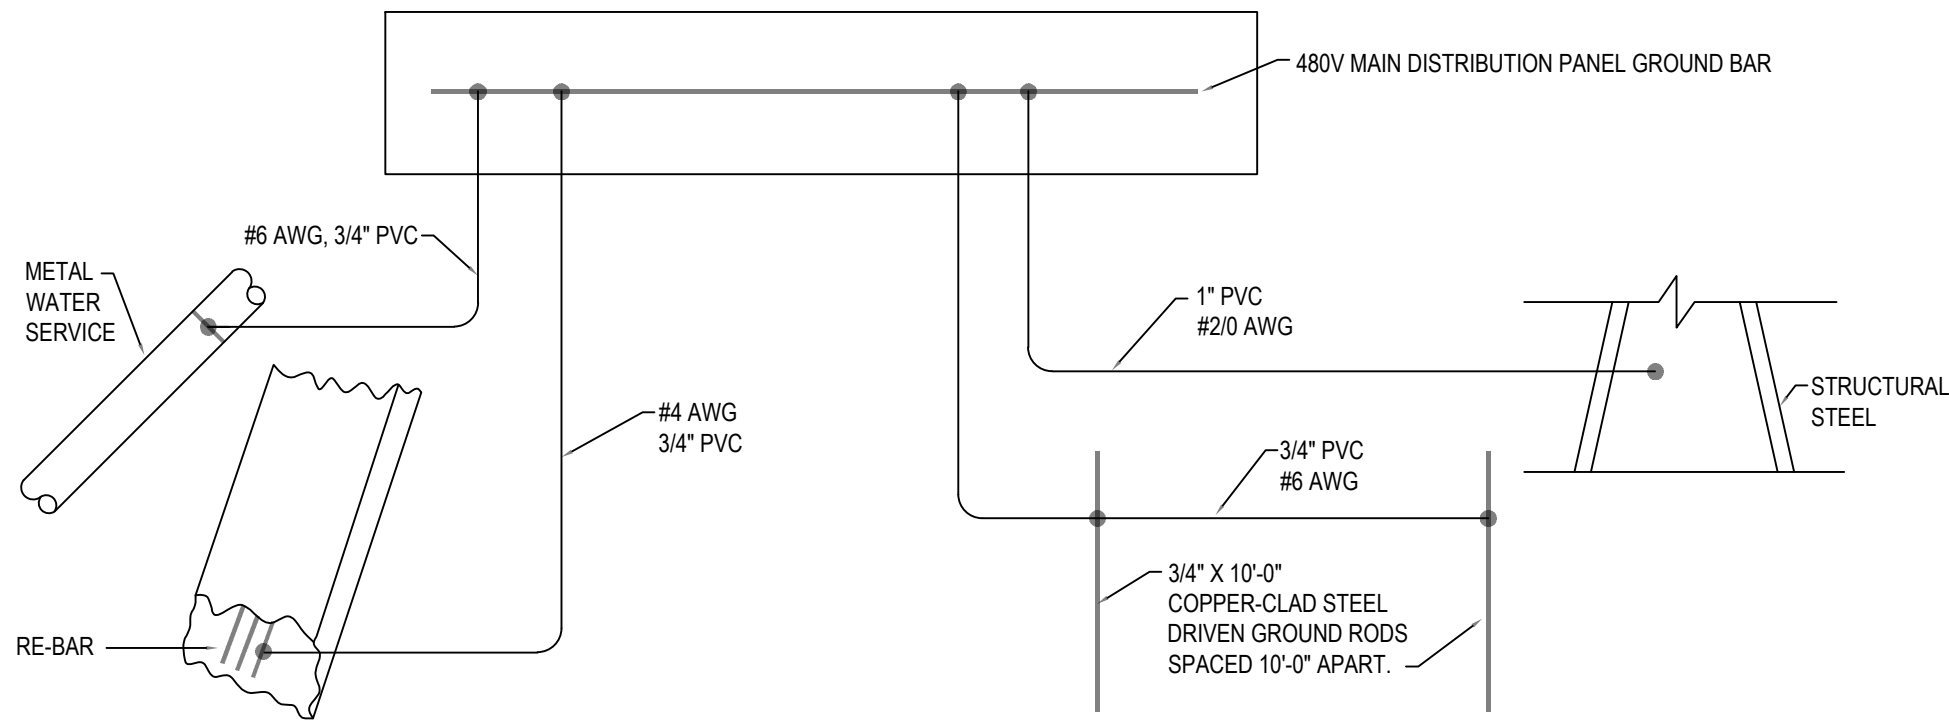 480V MAIN DISTRIBUTION PANEL GROUND BAR
#6 AWG, 3/4" PVC
METAL
WATER
SERVICE
1" PVC
#2/0 AWG
STRUCTURAL
STEEL
#4 AWG
3/4" PVC
3/4" PVC
#6 AWG
3/4" X 10'-0"
COPPER-CLAD STEEL
DRIVEN GROUND RODS
SPACED 10'-0" APART.
RE-BAR